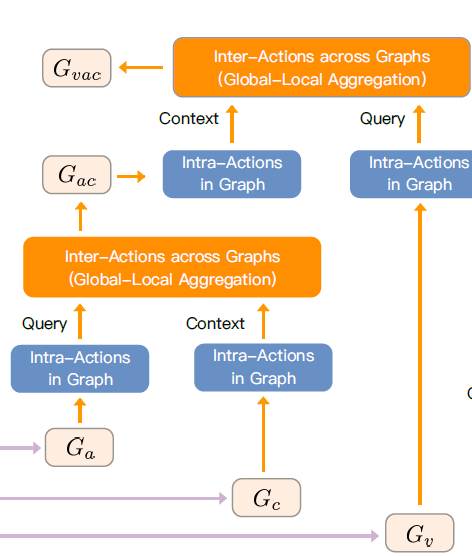 Inter-Actions across Graphs
(Global-Local Aggregation)
G_vac
Context
Query
Intra-Actions
in Graph
Intra-Actions
in Graph
G_ac
Inter-Actions across Graphs
(Global-Local Aggregation)
Query
Context
Intra-Actions
in Graph
Intra-Actions
in Graph
G_a
G_c
G_v